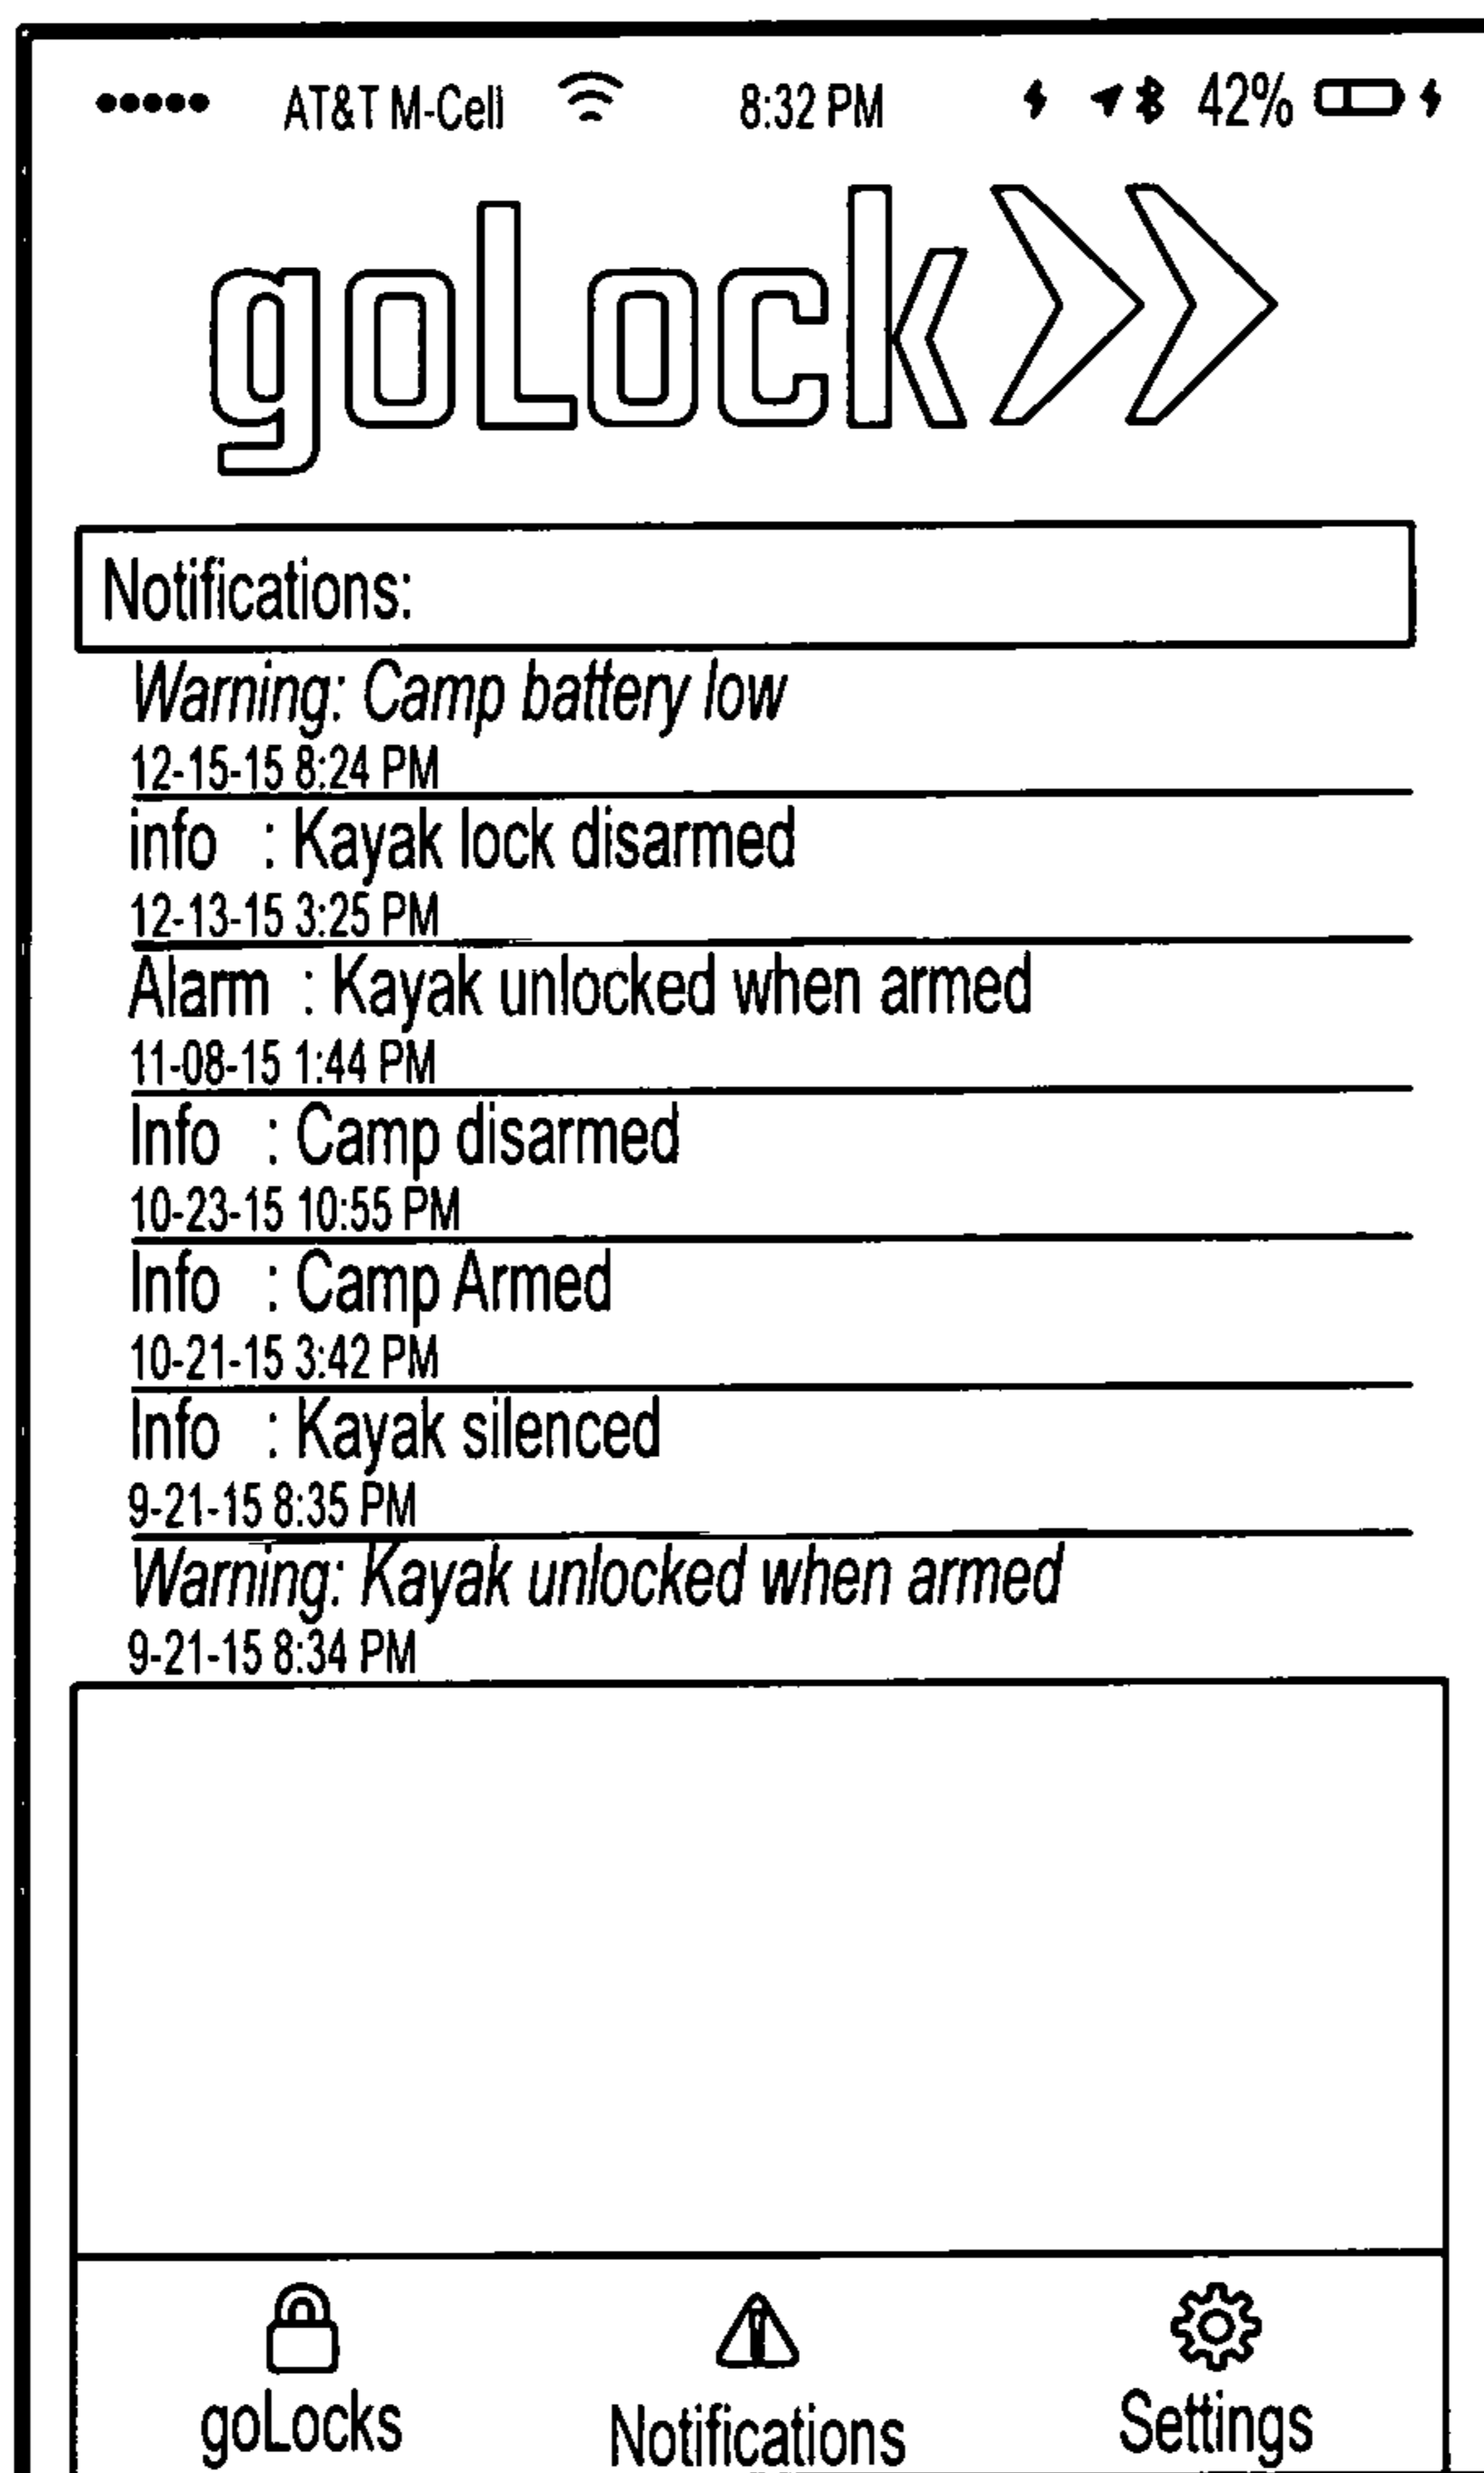 AT&T M-Cell 8:32 PM 42%
goLock
Notifications:
Warning: Camp battery low
12-15-15 8:24 PM
info : Kayak lock disarmed
12-13-15 3:25 PM
Alarm : Kayak unlocked when armed
11-08-15 1:44 PM
Info : Camp disarmed
10-23-15 10:55 PM
Info : Camp Armed
10-21-15 3:42 PM
Info : Kayak silenced
9-21-15 8:35 PM
Warning: Kayak unlocked when armed
9-21-15 8:34 PM
goLocks Notifications Settings